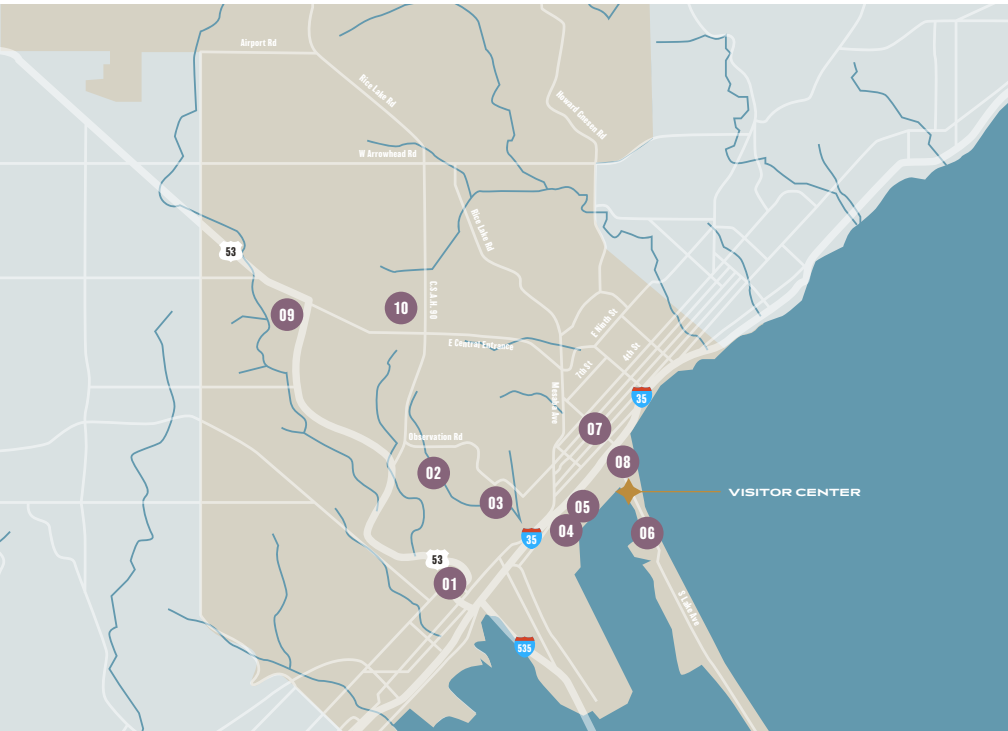 Airport Rd
Rice Lake Rd
Howard Gnesen Rd
W Arrowhead Rd
Rice Lake Rd
53
09
10
C.S.A.H. 90
E Central Entrance
E Ninth St
4th St
7th St
Mesaba Ave
35
07
Observation Rd
08
02
VISITOR CENTER
03
05
04
06
35
53
01
S Lake Ave
535